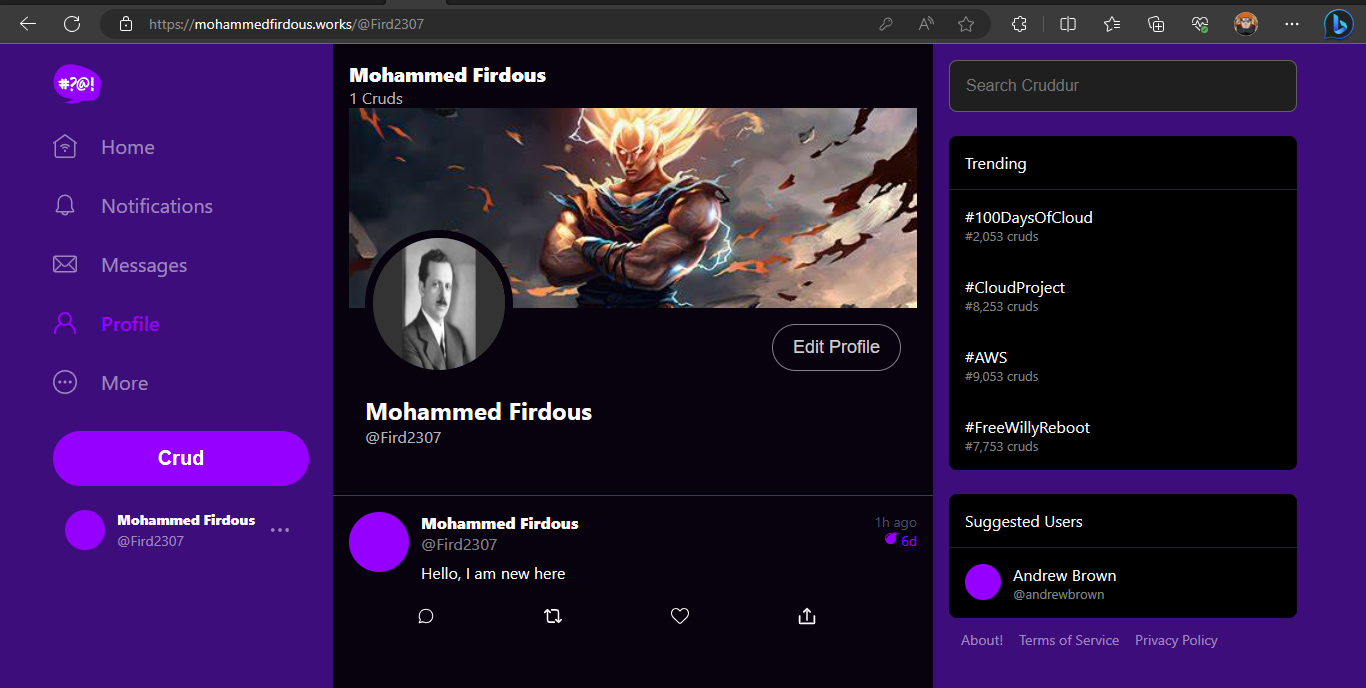 https://mohammedfirdous.works/@Fird2307
#?@!
Home
Notifications
Messages
Profile
More
Crud
Mohammed Firdous
@Fird2307
Mohammed Firdous
1 Cruds
Edit Profile
Mohammed Firdous
@Fird2307
Mohammed Firdous
1h ago
@Fird2307
6d
Hello, I am new here
Search Cruddur
Trending
#100DaysOfCloud
#2,053 cruds
#CloudProject
#8,253 cruds
#AWS
#9,053 cruds
#FreeWillyReboot
#7,753 cruds
Suggested Users
Andrew Brown
@andrewbrown
About! Terms of Service Privacy Policy